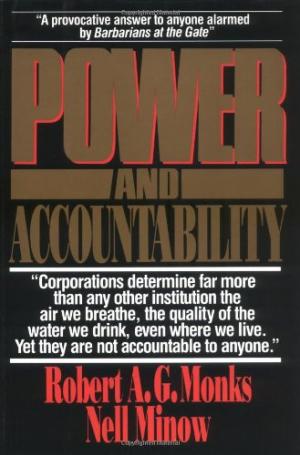 "A provocative answer to anyone alarmed
by Barbarians at the Gate"
POWER
AND
ACCOUNTABILITY
"Corporations determine far more
than any other institution the
air we breathe, the quality of the
water we drink, even where we live.
Yet they are not accountable to anyone."
Robert A.G. Monks
Nell Minow